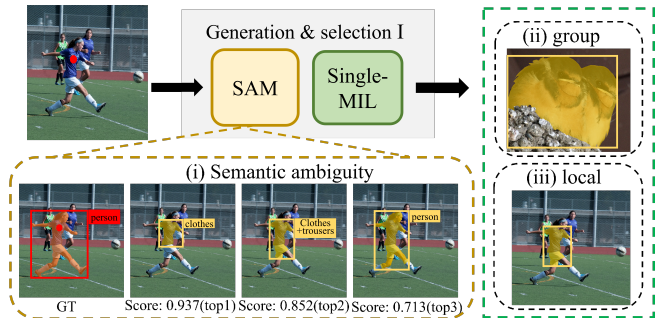 Generation & selection I
SAM
Single-
MIL
(ii) group
(i) Semantic ambiguity
(iii) local
person
clothes
Clothes
+trousers
person
GT
Score: 0.937(top1)
Score: 0.852(top2)
Score: 0.713(top3)